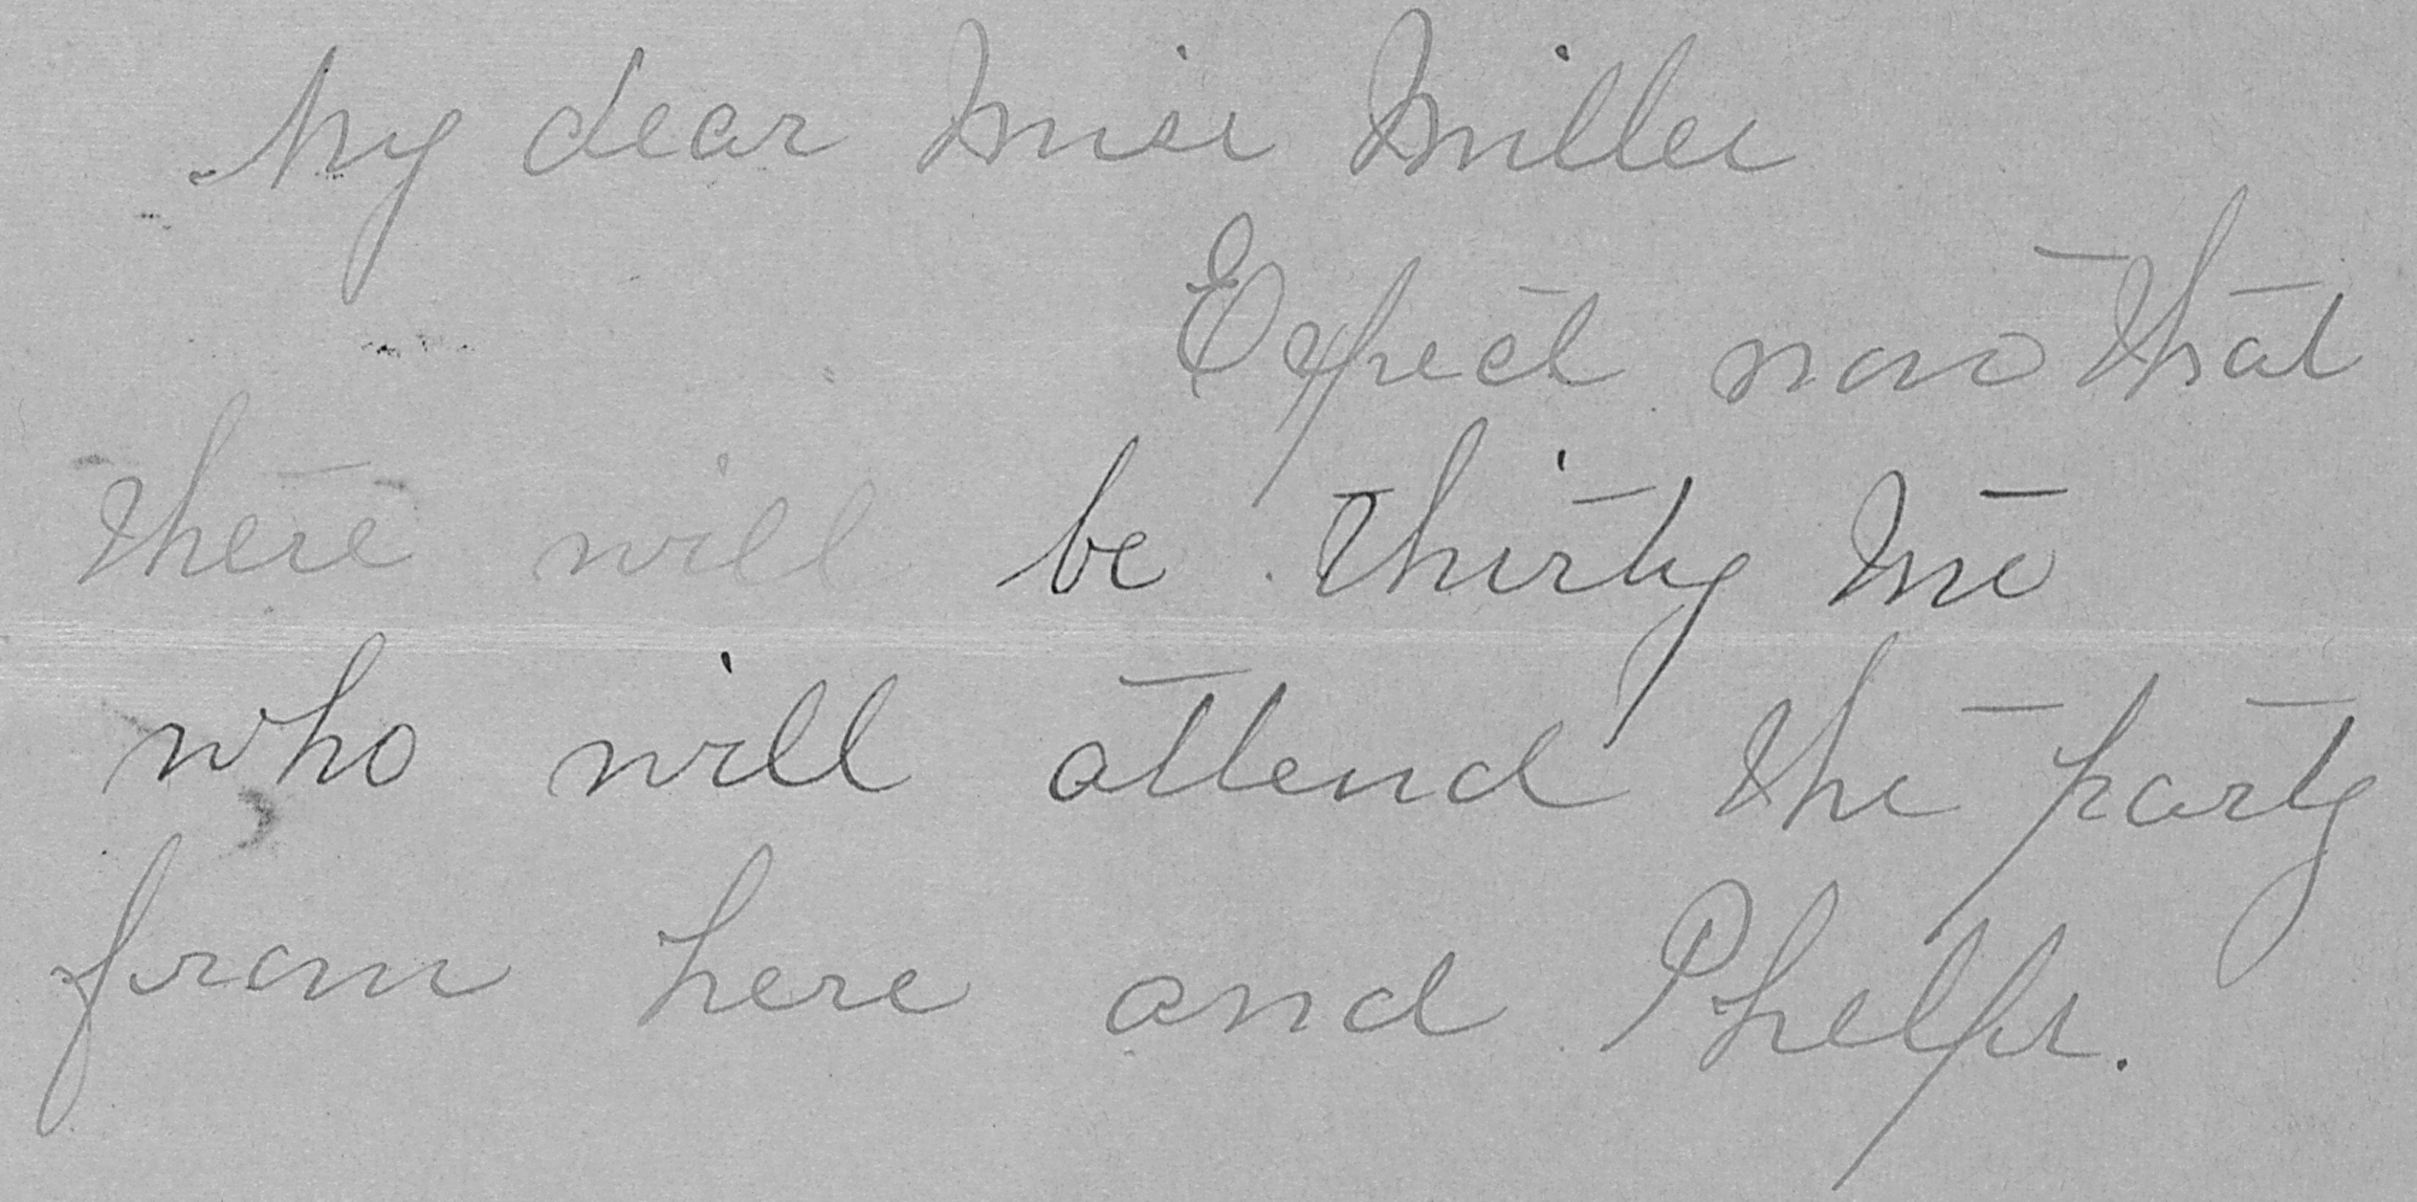 My dear Miss Miller
Expect now that
there will be thirty mē
who will attend the party
from here and Phelps.